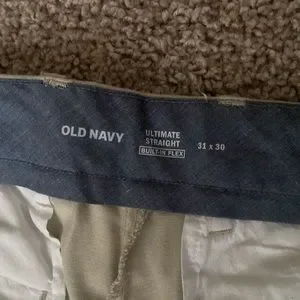 OLD NAVY
ULTIMATE
STRAIGHT
BUILT-IN FLEX
31 x 30